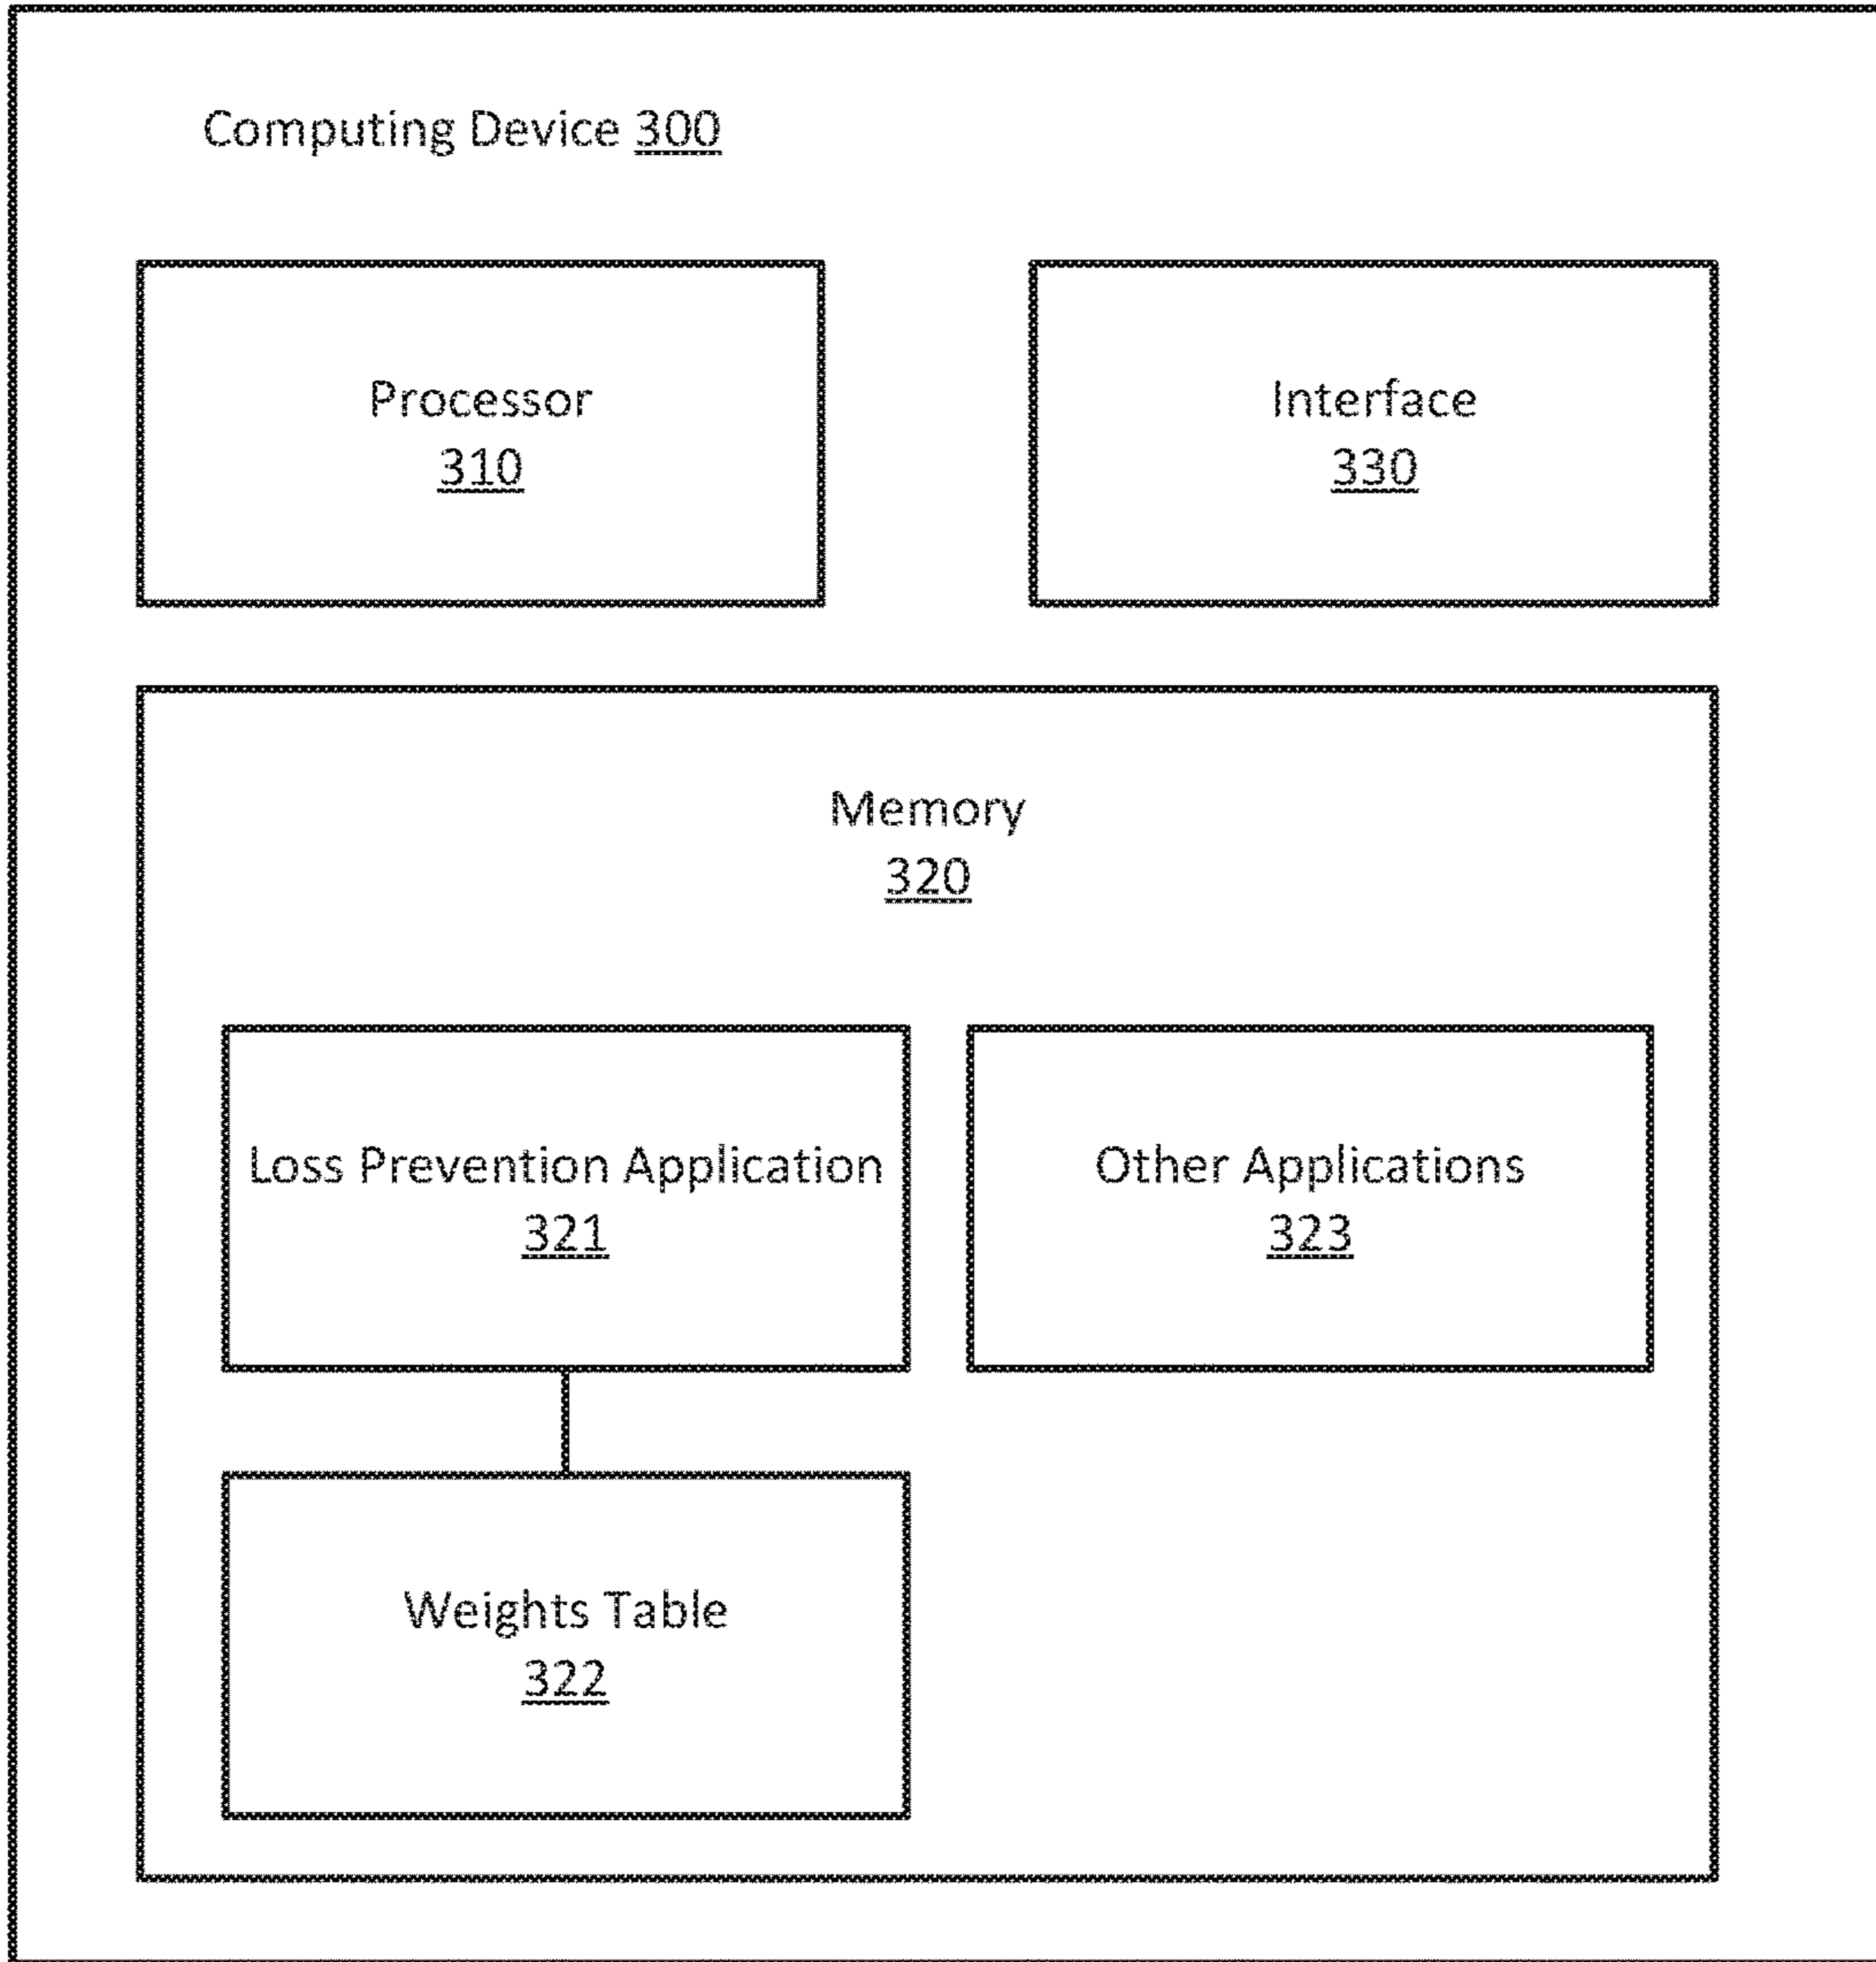 Computing Device 300
Processor
310
Interface
330
Memory
320
Loss Prevention Application
321
Other Applications
323
Weights Table
322